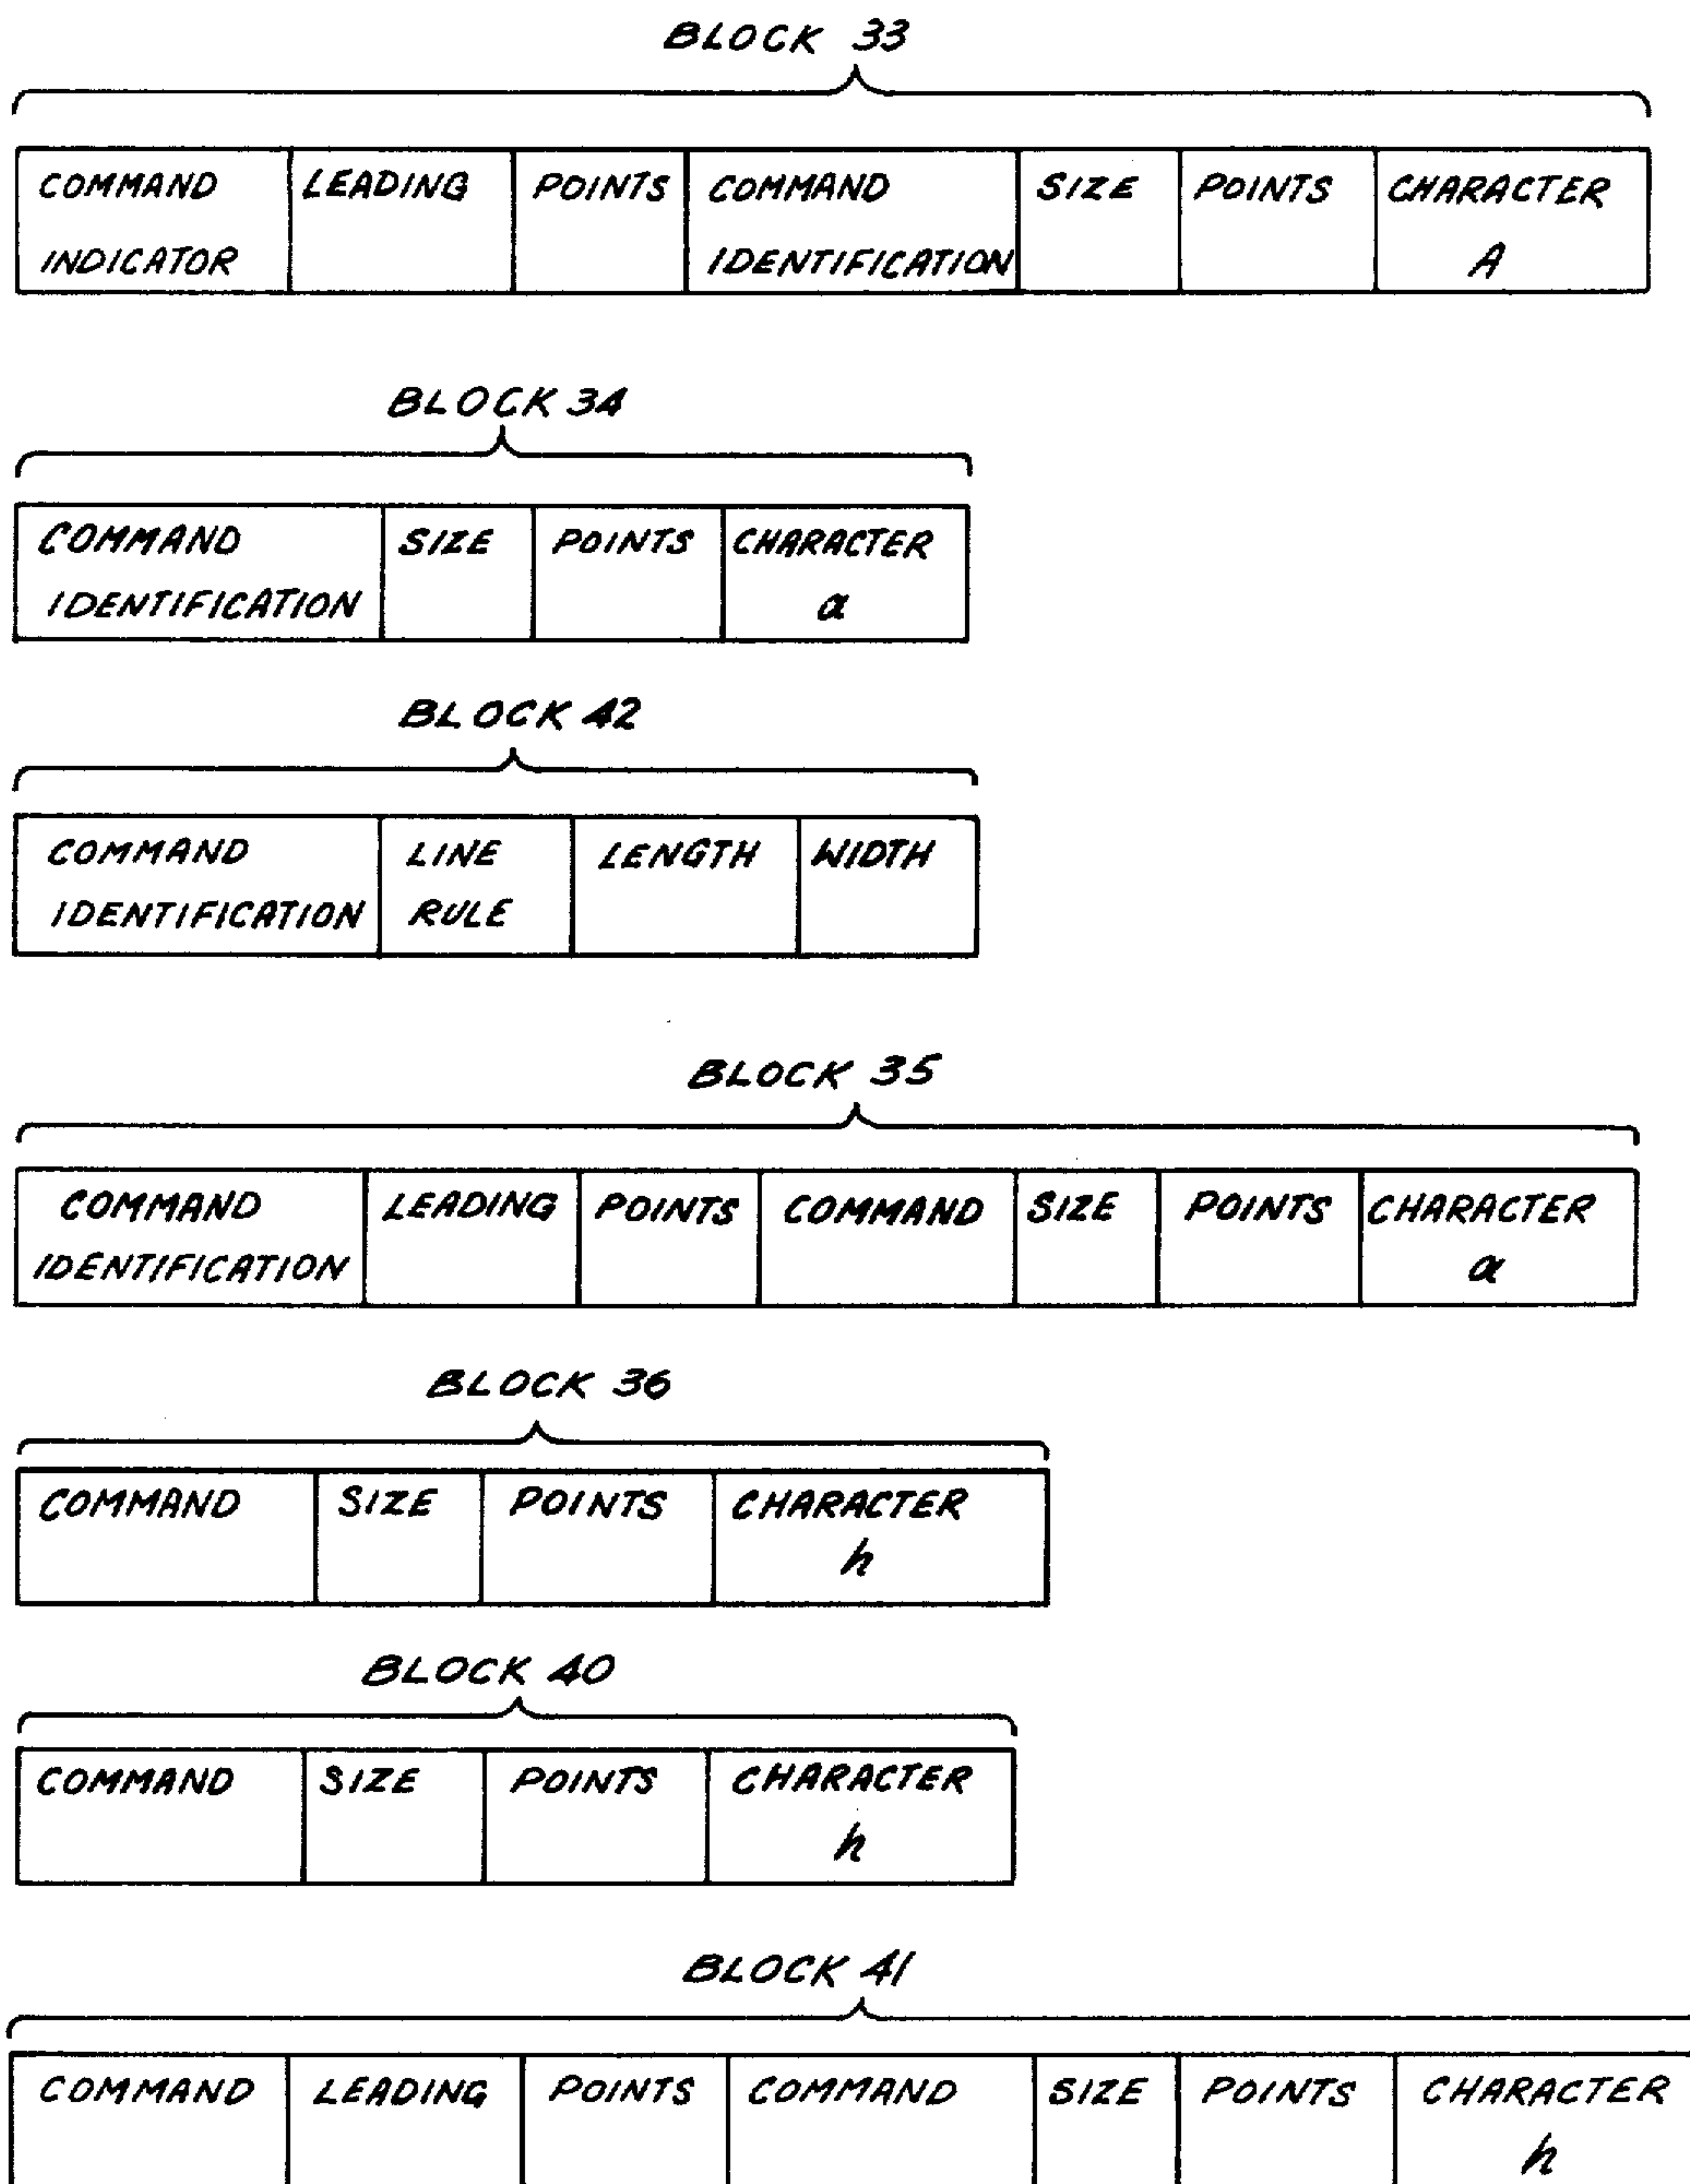 BLOCK 33
COMMAND LEADING POINTS COMMAND SIZE POINTS CHARACTER
INDICATOR IDENTIFICATION A
BLOCK 34
COMMAND SIZE POINTS CHARACTER
IDENTIFICATION a
BLOCK 42
COMMAND LINE LENGTH WIDTH
IDENTIFICATION RULE
BLOCK 35
COMMAND LEADING POINTS COMMAND SIZE POINTS CHARACTER
IDENTIFICATION a
BLOCK 36
COMMAND SIZE POINTS CHARACTER
h
BLOCK 40
COMMAND SIZE POINTS CHARACTER
h
BLOCK 41
COMMAND LEADING POINTS COMMAND SIZE POINTS CHARACTER
h